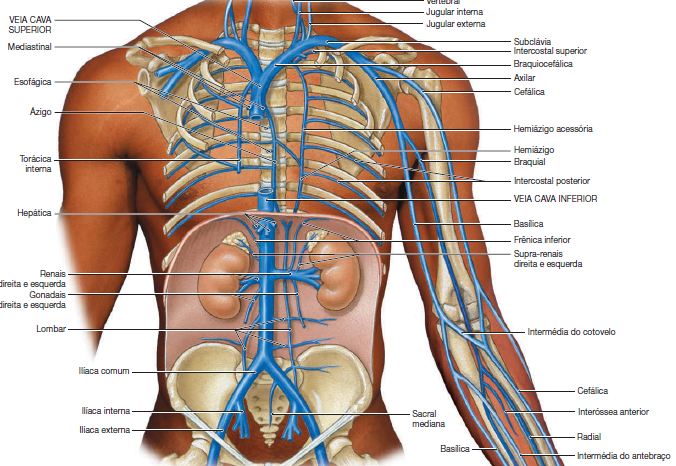 VEIA CAVA
SUPERIOR
Mediastinal
Esofágica
Ázigo
Torácica
interna
Hepática
Renais
direita e esquerda
Gonadais
direita e esquerda
Lombar
Ilíaca comum
Ilíaca interna
Ilíaca externa
Vertebral
Jugular interna
Jugular externa
Subclávia
Intercostal superior
Braquiocefálica
Axilar
Cefálica
Hemiázigo acessória
Hemiázigo
Braquial
Intercostal posterior
VEIA CAVA INFERIOR
Basílica
Frênica inferior
Supra-renais
direita e esquerda
Intermédia do cotovelo
Cefálica
Interóssea anterior
Radial
Intermédia do antebraço
Sacral
mediana
Basílica